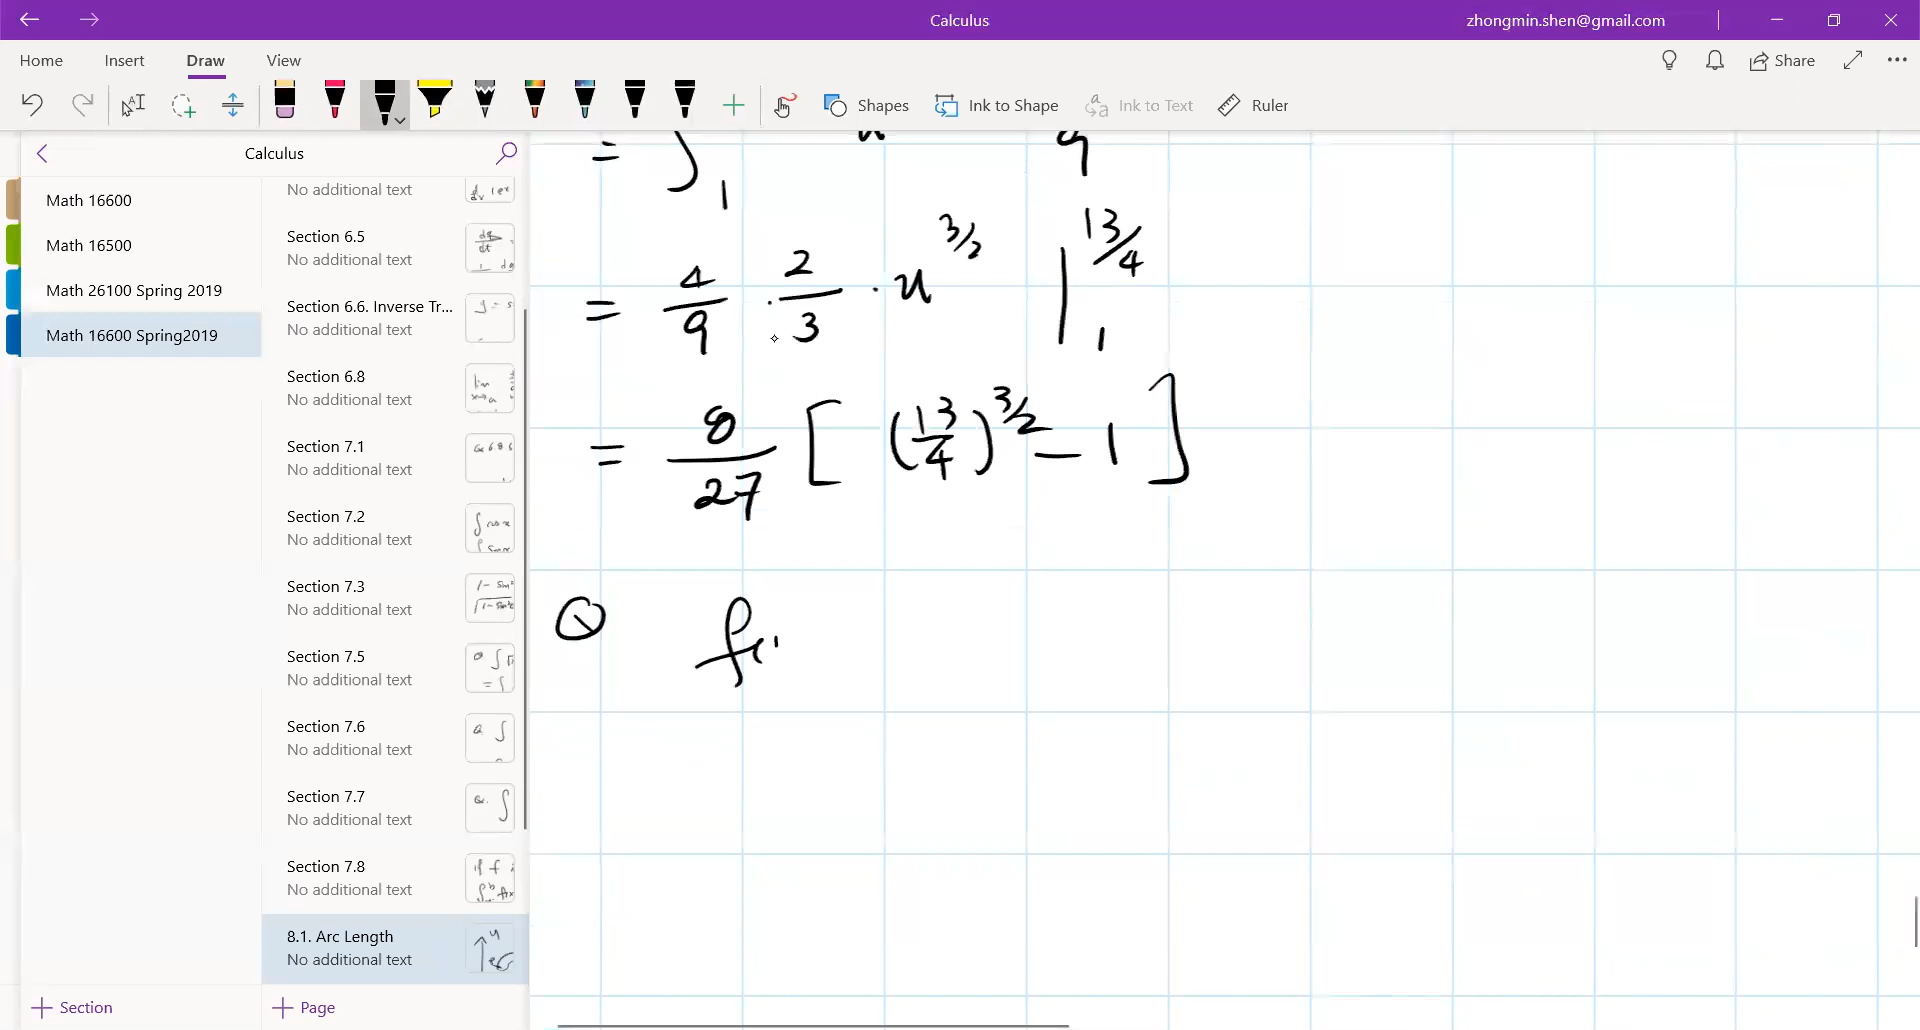 Calculus
zhongmin.shen@gmail.com
Home Insert Draw View
Share
Shapes Ink to Shape Ink to Text Ruler
Calculus
Math 16600
Math 16500
Math 26100 Spring 2019
Math 16600 Spring2019
No additional text
Section 6.5
No additional text
Section 6.6. Inverse Tr...
No additional text
Section 6.8
No additional text
Section 7.1
No additional text
Section 7.2
No additional text
Section 7.3
No additional text
Section 7.5
No additional text
Section 7.6
No additional text
Section 7.7
No additional text
Section 7.8
No additional text
8.1. Arc Length
No additional text
Section
Page
= ∫₁ 9
= 4/9 · 2/3 · u^{3/2} |_1^{13/4}
= 8/27 [ (13/4)^{3/2} - 1 ]
Q f(